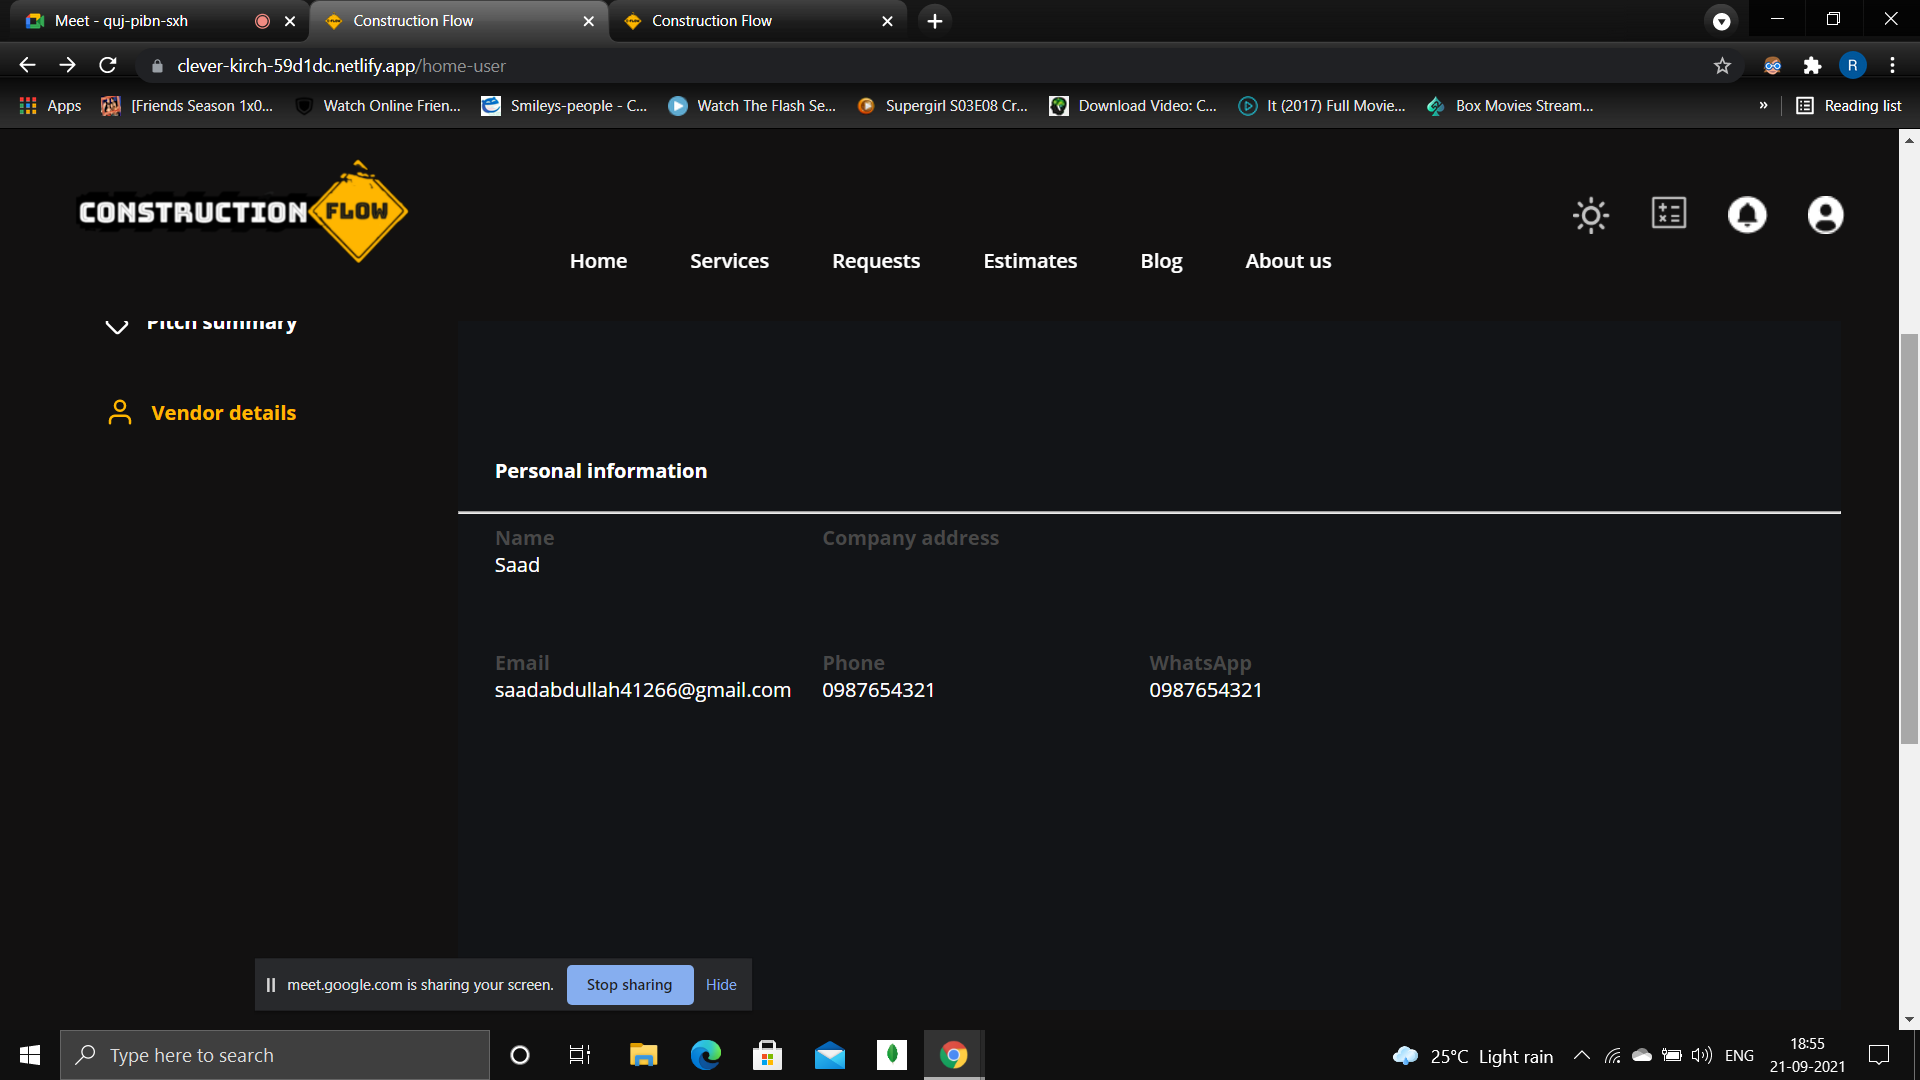 Meet - quj-pibn-sxh
Construction Flow
Construction Flow
clever-kirch-59d1dc.netlify.app/home-user
R
Apps
[Friends Season 1x0...
Watch Online Frien...
Smileys-people - C...
Watch The Flash Se...
Supergirl S03E08 Cr...
Download Video: C...
It (2017) Full Movie...
Box Movies Stream...
»
Reading list
CONSTRUCTION FLOW
Home
Services
Requests
Estimates
Blog
About us
Pitch summary
Vendor details
Personal information
Name
Company address
Saad
Email
Phone
WhatsApp
saadabdullah41266@gmail.com
0987654321
0987654321
meet.google.com is sharing your screen.
Stop sharing
Hide
Type here to search
25°C Light rain
ENG
18:55
21-09-2021